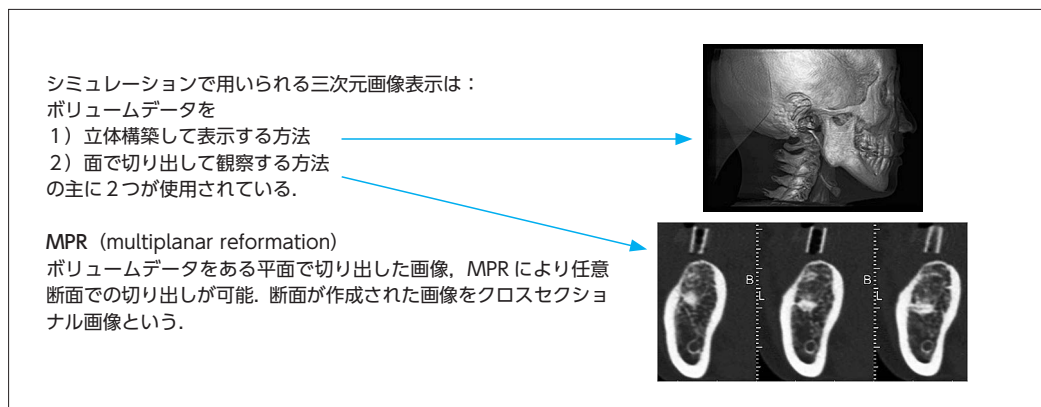 シミュレーションで用いられる三次元画像表示は：
ボリュームデータを
1）立体構築して表示する方法
2）面で切り出して観察する方法
の主に2つが使用されている．
MPR（multiplanar reformation）
ボリュームデータをある平面で切り出した画像，MPRにより任意
断面での切り出しが可能．断面が作成された画像をクロスセクショ
ナル画像という．
B
L
B
L